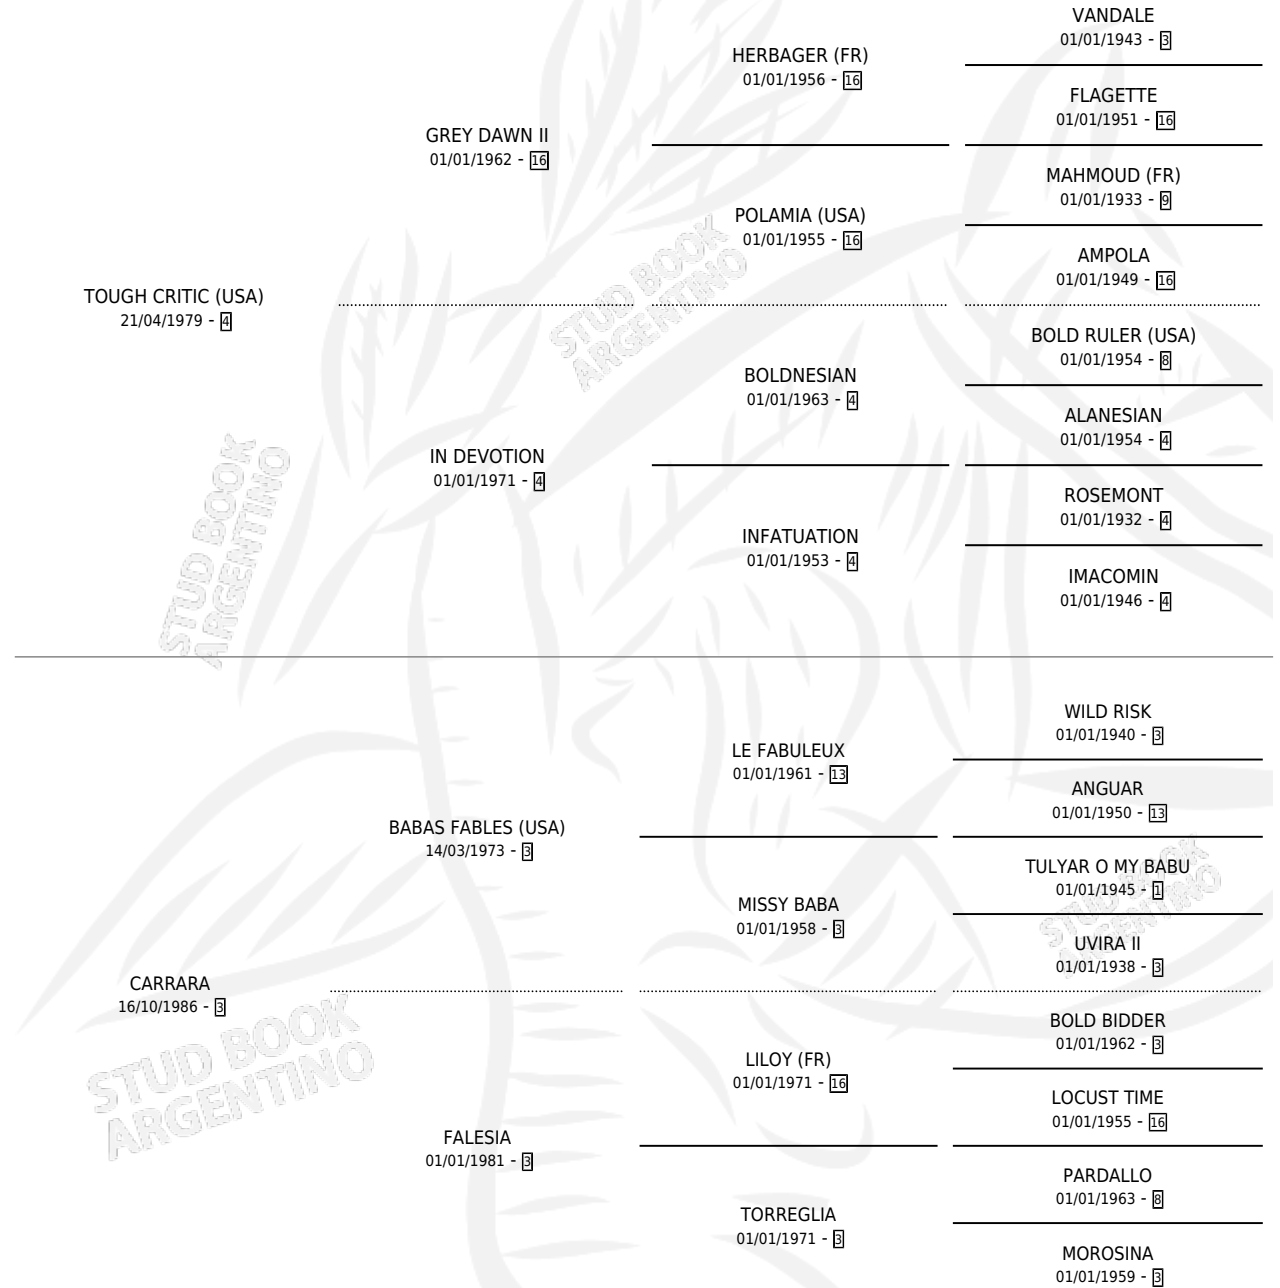 VANDALE
01/01/1943 - 3
HERBAGER (FR)
01/01/1956 - 16
FLAGETTE
01/01/1951 - 16
GREY DAWN II
01/01/1962 - 16
MAHMOUD (FR)
01/01/1933 - 9
POLAMIA (USA)
01/01/1955 - 16
AMPOLA
01/01/1949 - 16
TOUGH CRITIC (USA)
21/04/1979 - 4
BOLD RULER (USA)
01/01/1954 - 8
BOLDNESIAN
01/01/1963 - 4
ALANESIAN
01/01/1954 - 4
IN DEVOTION
01/01/1971 - 4
ROSEMONT
01/01/1932 - 4
INFATUATION
01/01/1953 - 4
IMACOMIN
01/01/1946 - 4
WILD RISK
01/01/1940 - 3
LE FABULEUX
01/01/1961 - 13
ANGUAR
01/01/1950 - 13
BABAS FABLES (USA)
14/03/1973 - 3
TULYAR O MY BABU
01/01/1945 - 1
MISSY BABA
01/01/1958 - 3
UVIRA II
01/01/1938 - 3
CARRARA
16/10/1986 - 3
BOLD BIDDER
01/01/1962 - 3
LILOY (FR)
01/01/1971 - 16
LOCUST TIME
01/01/1955 - 16
FALESIA
01/01/1981 - 3
PARDALLO
01/01/1963 - 8
TORREGLIA
01/01/1971 - 3
MOROSINA
01/01/1959 - 3
STUD BOOK
ARGENTINO
STUD BOOK
ARGENTINO
STUD BOOK
ARGENTINO
STUD BOOK
ARGENTINO